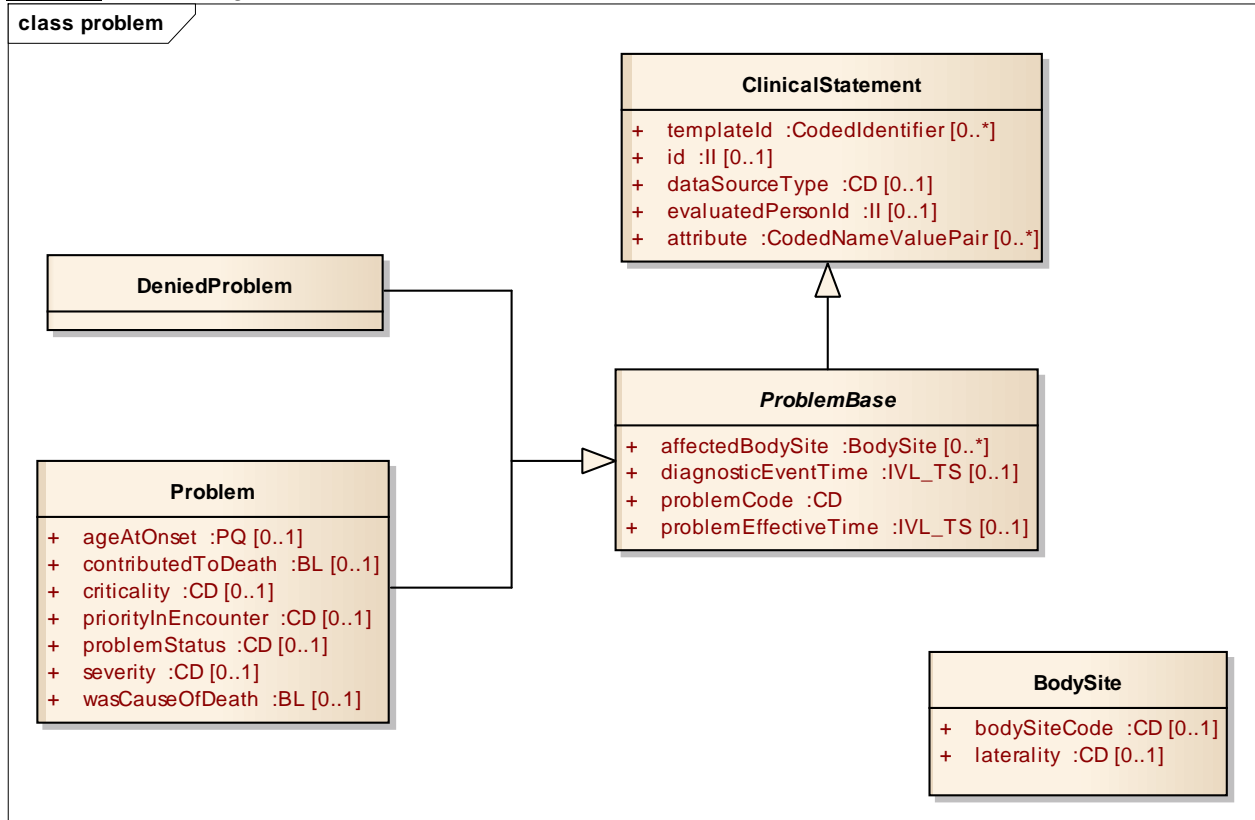 class problem
ClinicalStatement
+ templateId :CodedIdentifier [0..*]
+ id :II [0..1]
+ dataSourceType :CD [0..1]
+ evaluatedPersonId :II [0..1]
+ attribute :CodedNameValuePair [0..*]
DeniedProblem
ProblemBase
+ affectedBodySite :BodySite [0..*]
+ diagnosticEventTime :IVL_TS [0..1]
+ problemCode :CD
+ problemEffectiveTime :IVL_TS [0..1]
Problem
+ ageAtOnset :PQ [0..1]
+ contributedToDeath :BL [0..1]
+ criticality :CD [0..1]
+ priorityInEncounter :CD [0..1]
+ problemStatus :CD [0..1]
+ severity :CD [0..1]
+ wasCauseOfDeath :BL [0..1]
BodySite
+ bodySiteCode :CD [0..1]
+ laterality :CD [0..1]